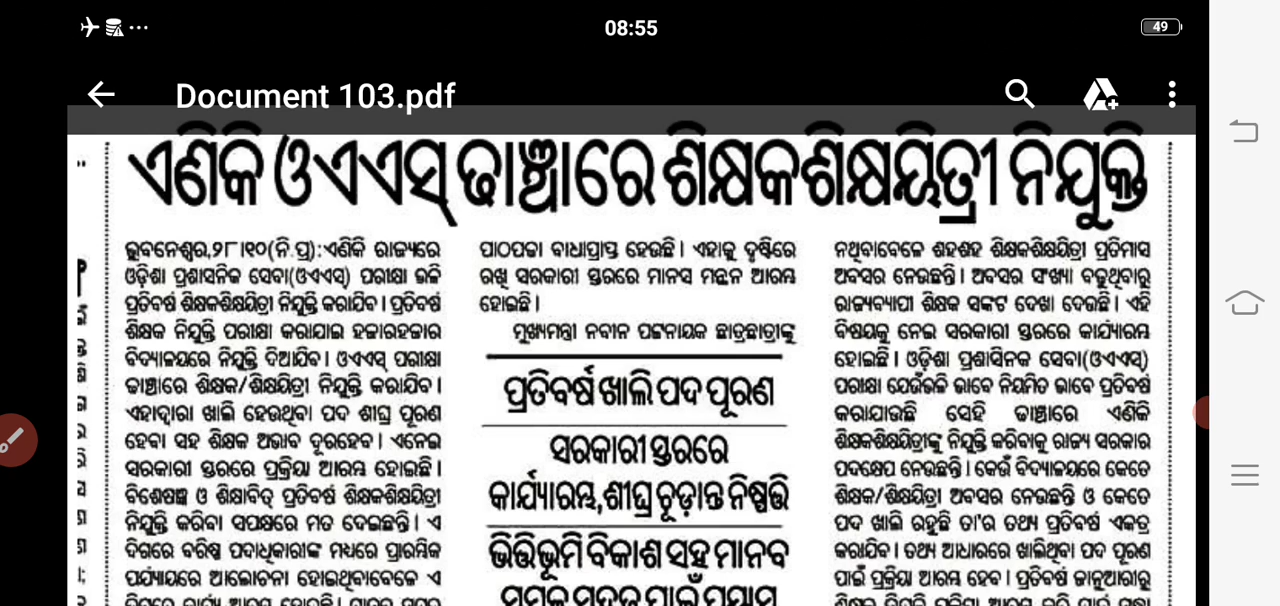 08:55
49
Document 103.pdf
ଏଣିକି ଓଏଏସ୍ ଢାଞ୍ଚାରେ ଶିକ୍ଷକଶିକ୍ଷୟିତ୍ରୀ ନିଯୁକ୍ତି
ଭୁବନେଶ୍ୱର,୨୮।୧୦(ନି.ପ୍ର):ଏଣିକି ରାଜ୍ୟରେ
ଓଡ଼ିଶା ପ୍ରଶାସନିକ ସେବା(ଓଏଏସ୍) ପରୀକ୍ଷା ଭଳି
ପ୍ରତିବର୍ଷ ଶିକ୍ଷକଶିକ୍ଷୟିତ୍ରୀ ନିଯୁକ୍ତି କରାଯିବ। ପ୍ରତିବର୍ଷ
ଶିକ୍ଷକ ନିଯୁକ୍ତି ପରୀକ୍ଷା କରାଯାଇ ହଜାରହଜାର
ବିଦ୍ୟାଳୟରେ ନିଯୁକ୍ତି ଦିଆଯିବ। ଓଏଏସ୍ ପରୀକ୍ଷା
ଢାଞ୍ଚାରେ ଶିକ୍ଷକ/ଶିକ୍ଷୟିତ୍ରୀ ନିଯୁକ୍ତି କରାଯିବ।
ଏହାଦ୍ୱାରା ଖାଲି ହେଉଥିବା ପଦ ଶୀଘ୍ର ପୂରଣ
ହେବା ସହ ଶିକ୍ଷକ ଅଭାବ ଦୂରହେବ। ଏନେଇ
ସରକାରୀ ସ୍ତରରେ ପ୍ରକ୍ରିୟା ଆରମ୍ଭ ହୋଇଛି।
ବିଶେଷଜ୍ଞ ଓ ଶିକ୍ଷାବିତ୍ ପ୍ରତିବର୍ଷ ଶିକ୍ଷକଶିକ୍ଷୟିତ୍ରୀ
ନିଯୁକ୍ତି କରିବା ସପକ୍ଷରେ ମତ ଦେଇଛନ୍ତି। ଏ
ଦିଗରେ ବରିଷ୍ଠ ପଦାଧିକାରୀଙ୍କ ମଧ୍ୟରେ ପ୍ରାରମ୍ଭିକ
ପର୍ଯ୍ୟାୟରେ ଆଲୋଚନା ହୋଇଥିବାବେଳେ ଏ
ପାଠପଢା ବାଧାପ୍ରାପ୍ତ ହେଉଛି। ଏହାକୁ ଦୃଷ୍ଟିରେ
ରଖି ସରକାରୀ ସ୍ତରରେ ମାନସ ମନ୍ଥନ ଆରମ୍ଭ
ହୋଇଛି।
ମୁଖ୍ୟମନ୍ତ୍ରୀ ନବୀନ ପଟ୍ଟନାୟକ ଛାତ୍ରଛାତ୍ରୀଙ୍କୁ
ପ୍ରତିବର୍ଷ ଖାଲି ପଦ ପୂରଣ
ସରକାରୀ ସ୍ତରରେ
କାର୍ଯ୍ୟାରମ୍ଭ,ଶୀଘ୍ର ଚୂଡ଼ାନ୍ତ ନିଷ୍ପତ୍ତି
ଭିତ୍ତିଭୂମି ବିକାଶ ସହ ମାନବ
ନଥିବାବେଳେ ଶହଶହ ଶିକ୍ଷକଶିକ୍ଷୟିତ୍ରୀ ପ୍ରତିମାସ
ଅବସର ନେଉଛନ୍ତି। ଅବସର ସଂଖ୍ୟା ବଢୁଥିବାରୁ
ରାଜ୍ୟବ୍ୟାପୀ ଶିକ୍ଷକ ସଙ୍କଟ ଦେଖା ଦେଉଛି। ଏହି
ବିଷୟକୁ ନେଇ ସରକାରୀ ସ୍ତରରେ କାର୍ଯ୍ୟାରମ୍ଭ
ହୋଇଛି। ଓଡ଼ିଶା ପ୍ରଶାସିନକ ସେବା(ଓଏଏସ୍)
ପରୀକ୍ଷା ଯେଉଁଭଳି ଭାବେ ନିୟମିତ ଭାବେ ପ୍ରତିବର୍ଷ
କରାଯାଉଛି ସେହି ଢାଞ୍ଚାରେ ଏଣିକି
ଶିକ୍ଷକଶିକ୍ଷୟିତ୍ରୀଙ୍କୁ ନିଯୁକ୍ତି କରିବାକୁ ରାଜ୍ୟ ସରକାର
ପଦକ୍ଷେପ ନେଉଛନ୍ତି। କେଉଁ ବିଦ୍ୟାଳୟରେ କେତେ
ଶିକ୍ଷକ/ଶିକ୍ଷୟିତ୍ରୀ ଅବସର ନେଉଛନ୍ତି ଓ କେତେ
ପଦ ଖାଲି ରହୁଛି ତା'ର ତଥ୍ୟ ପ୍ରତିବର୍ଷ ଏକତ୍ର
କରାଯିବ। ତଥ୍ୟ ଆଧାରରେ ଖାଲିଥିବା ପଦ ପୂରଣ
ପାଇଁ ପ୍ରକ୍ରିୟା ଆରମ୍ଭ ହେବ। ପ୍ରତିବର୍ଷ ଜାନୁଆରୀରୁ